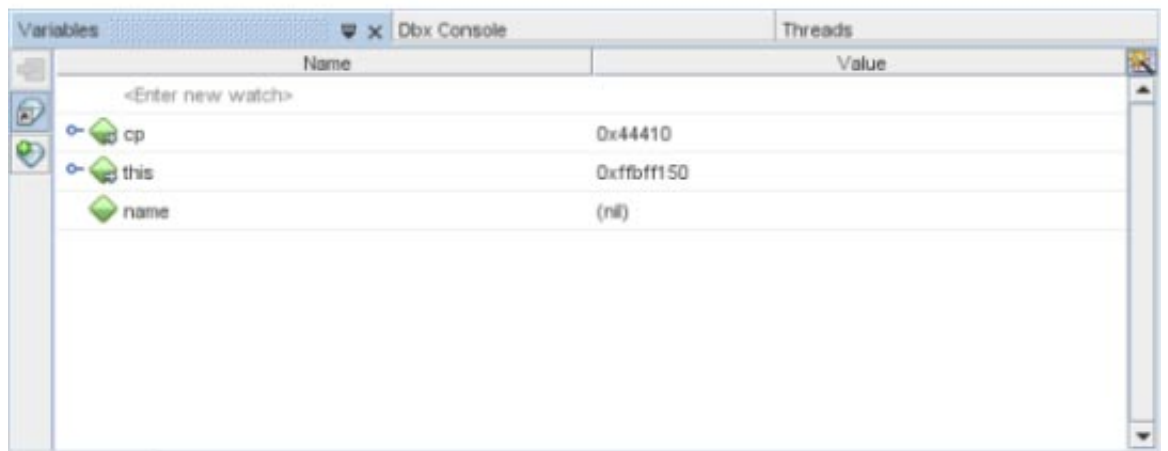 Variables Dbx Console Threads
Name Value
<Enter new watch>
cp 0x44410
this 0xffbff150
name (nil)